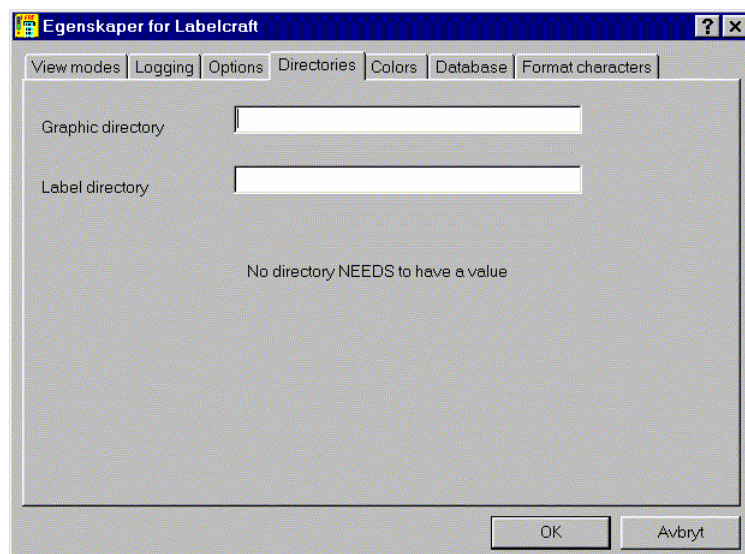 Egenskaper for Labelcraft
View modes Logging Options Directories Colors Database Format characters
Graphic directory
Label directory
No directory NEEDS to have a value
OK Avbryt